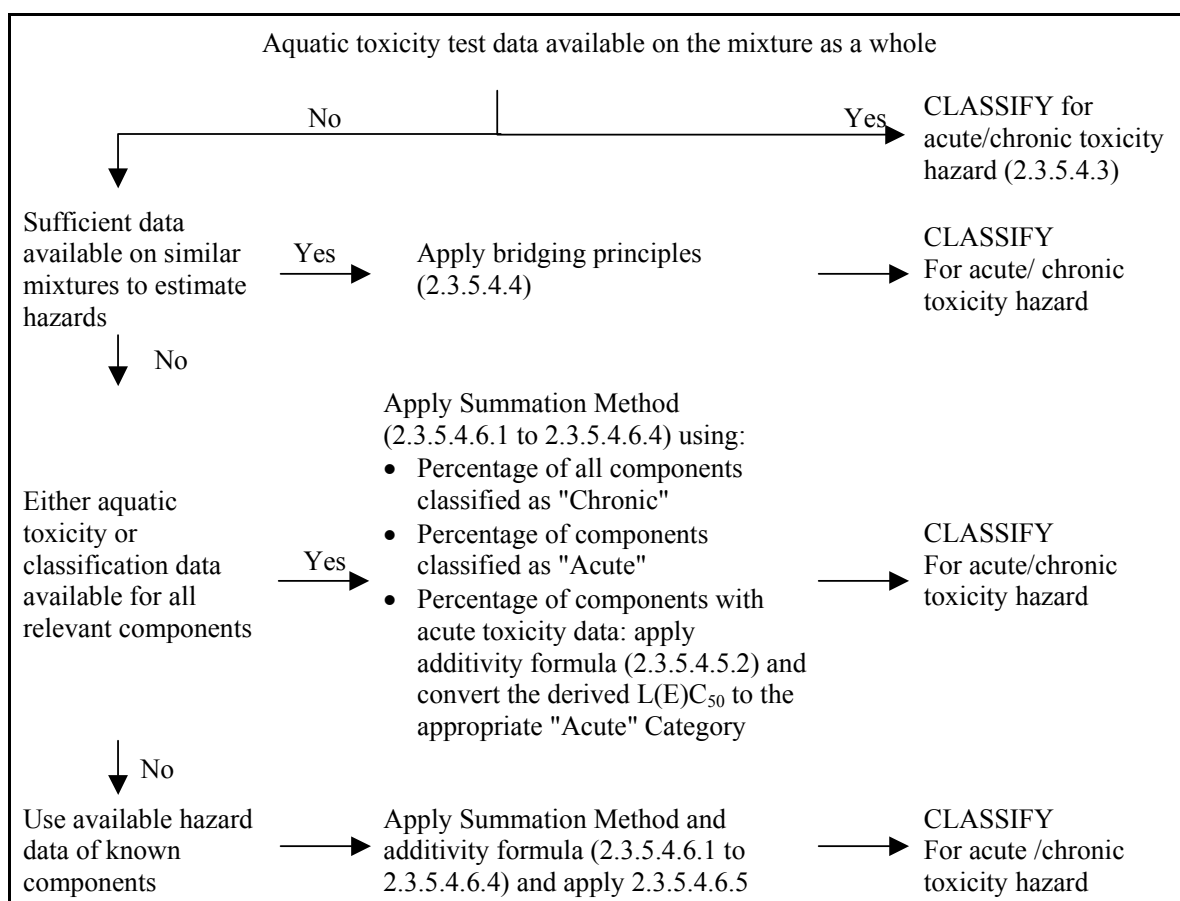 Aquatic toxicity test data available on the mixture as a whole
No
Yes
CLASSIFY for
acute/chronic toxicity
hazard (2.3.5.4.3)
Sufficient data
available on similar
mixtures to estimate
hazards
Yes
Apply bridging principles
(2.3.5.4.4)
CLASSIFY
For acute/ chronic
toxicity hazard
No
Either aquatic
toxicity or
classification data
available for all
relevant components
Yes
Apply Summation Method
(2.3.5.4.6.1 to 2.3.5.4.6.4) using:
• Percentage of all components
classified as "Chronic"
• Percentage of components
classified as "Acute"
• Percentage of components with
acute toxicity data: apply
additivity formula (2.3.5.4.5.2) and
convert the derived L(E)C₅₀ to the
appropriate "Acute" Category
CLASSIFY
For acute/chronic
toxicity hazard
No
Use available hazard
data of known
components
Apply Summation Method and
additivity formula (2.3.5.4.6.1 to
2.3.5.4.6.4) and apply 2.3.5.4.6.5
CLASSIFY
For acute /chronic
toxicity hazard